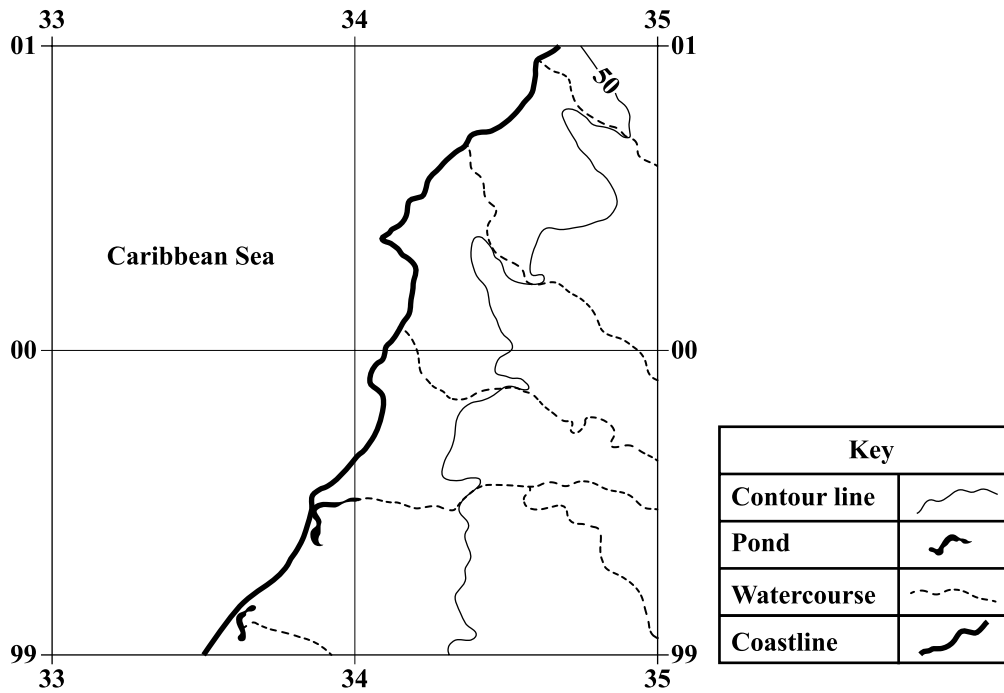 33 34 35
01 01
50
Caribbean Sea
00 00
99 99
33 34 35
Key
Contour line
Pond
Watercourse
Coastline